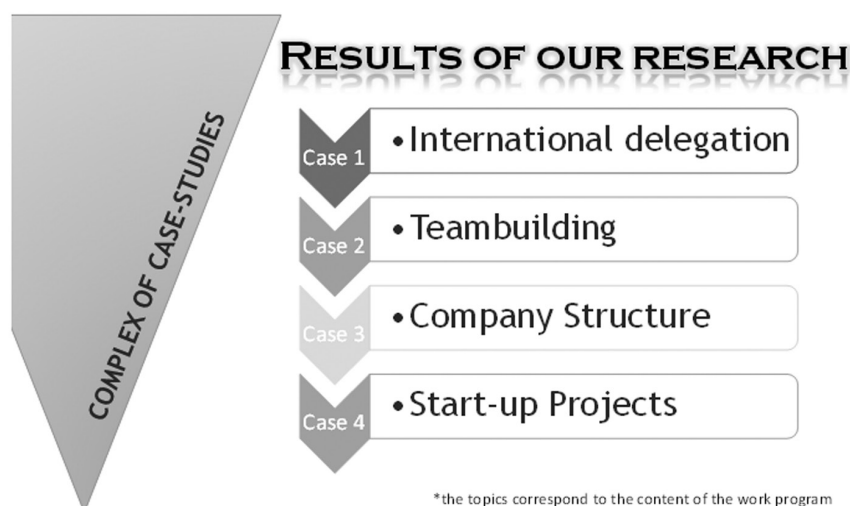 RESULTS OF OUR RESEARCH
COMPLEX OF CASE-STUDIES
Case 1
•International delegation
Case 2
•Teambuilding
Case 3
•Company Structure
Case 4
•Start-up Projects
*the topics correspond to the content of the work program